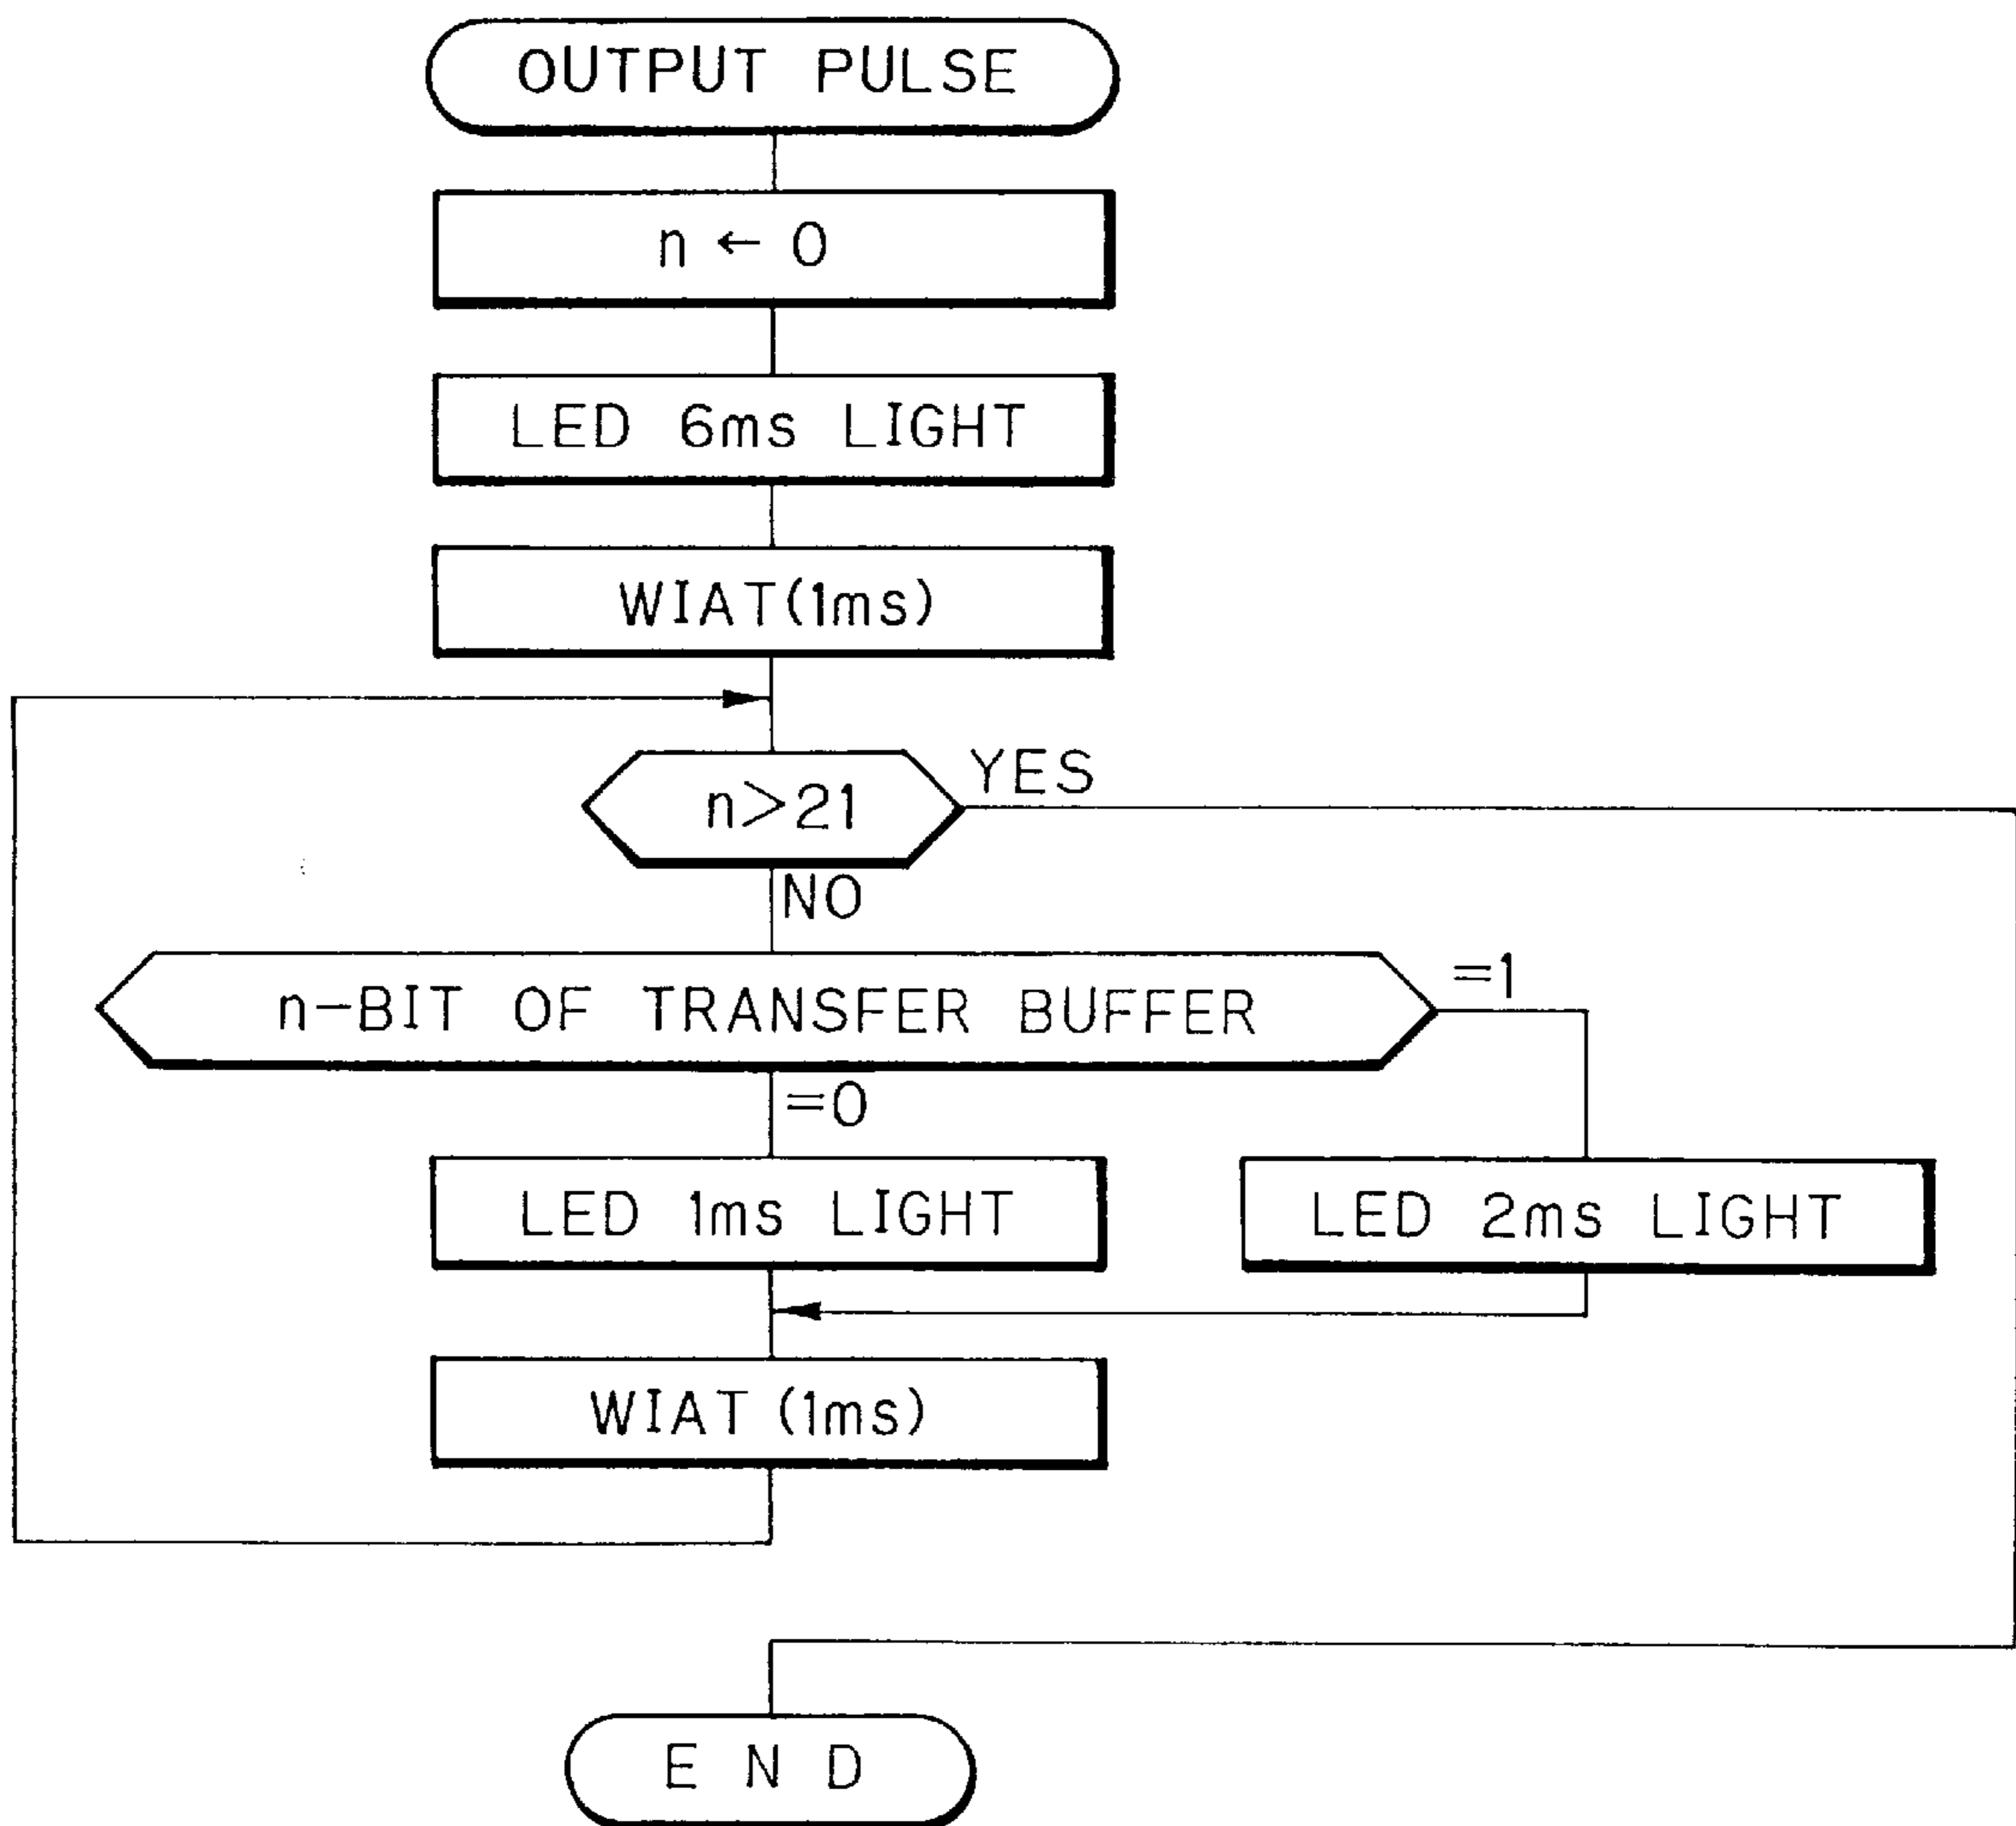 OUTPUT PULSE
n ← 0
LED 6ms LIGHT
WIAT(1ms)
n>21
YES
NO
n-BIT OF TRANSFER BUFFER
=1
=0
LED 1ms LIGHT
LED 2ms LIGHT
WIAT (1ms)
E N D